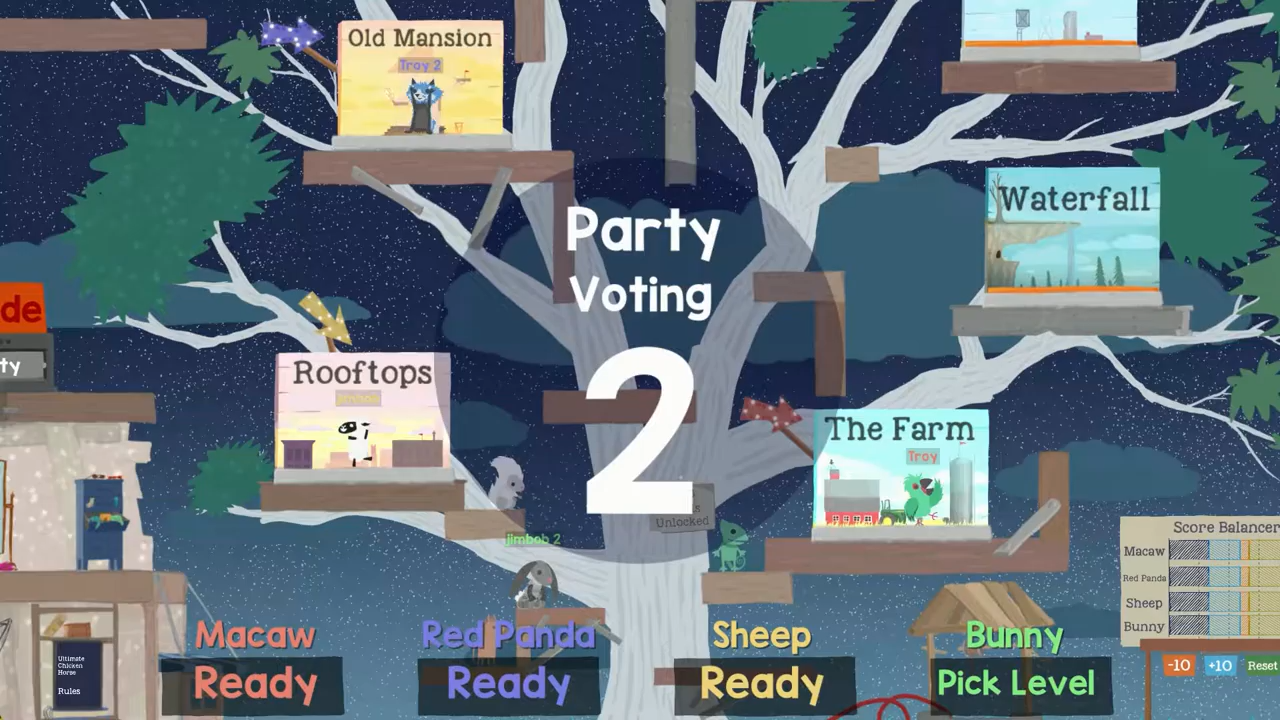 Old Mansion
Troy 2
Waterfall
Party
Voting
2
de
ty
Rooftops
jimbob
The Farm
Troy
Unlocked
jimbob 2
Score Balancer
Macaw
Red Panda
Sheep
Bunny
-10
+10
Reset
Ultimate
Chicken
Horse
Rules
Macaw
Ready
Red Panda
Ready
Sheep
Ready
Bunny
Pick Level